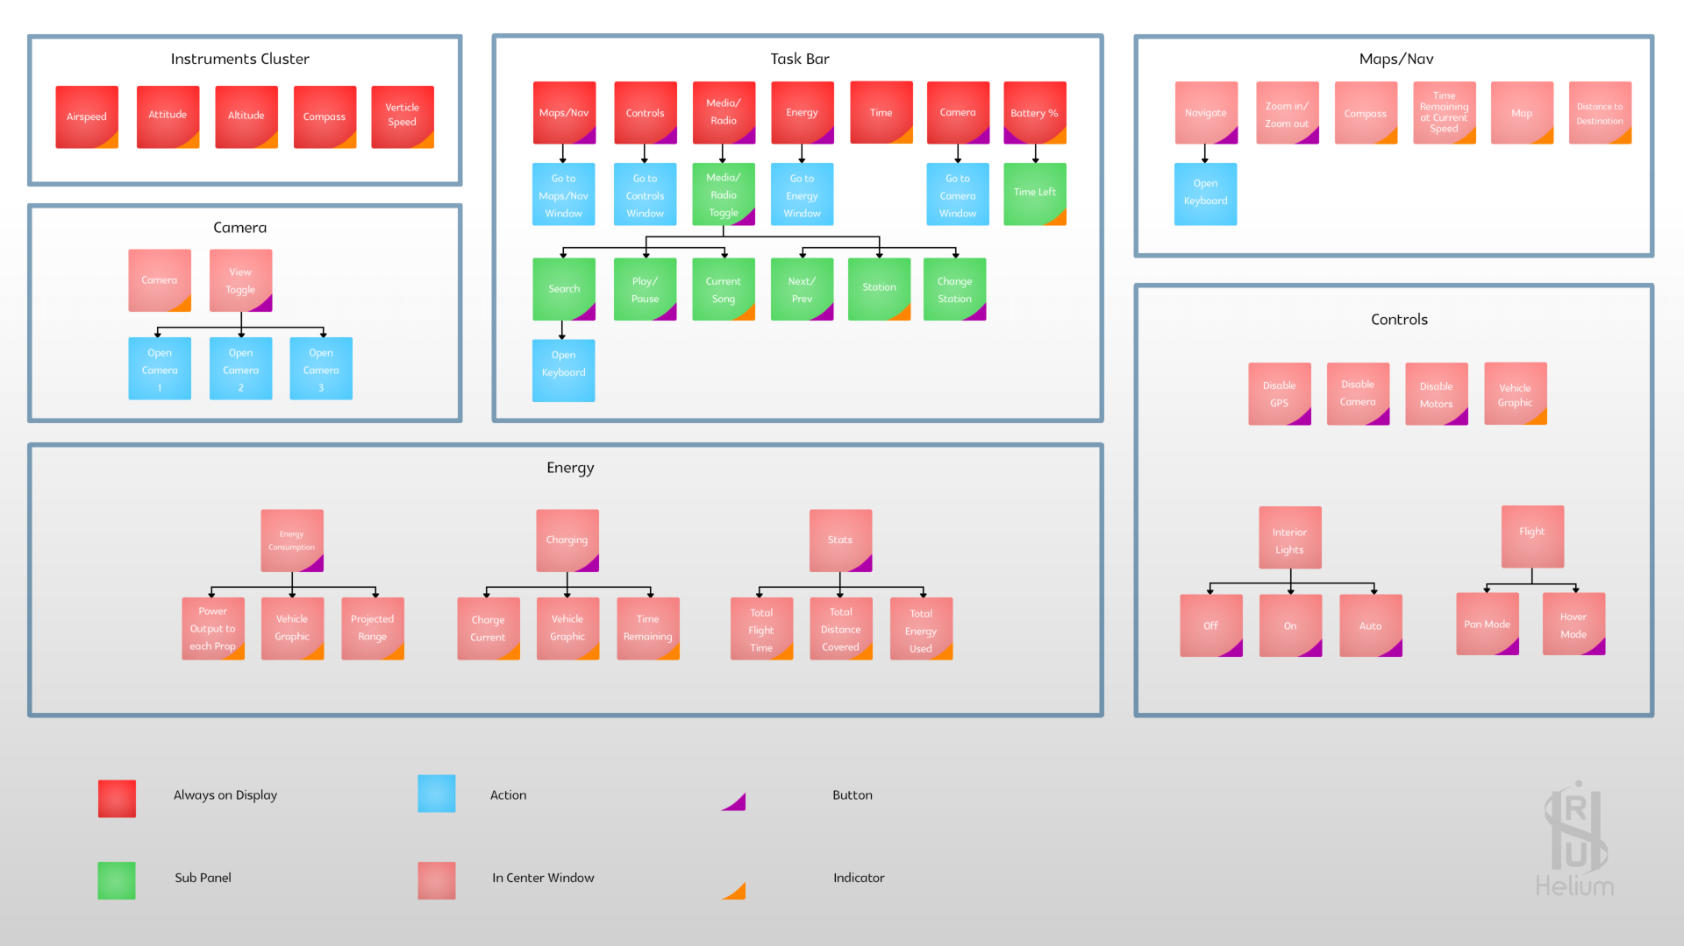 Instruments Cluster
Airspeed
Attitude
Altitude
Compass
Verticle
Speed
Task Bar
Maps/Nav
Controls
Media/
Radio
Energy
Time
Camera
Battery %
Go to
Maps/Nav
Window
Go to
Controls
Window
Media/
Radio
Toggle
Go to
Energy
Window
Go to
Camera
Window
Time Left
Search
Play/
Pause
Current
Song
Next/
Prev
Station
Change
Station
Open
Keyboard
Maps/Nav
Navigate
Zoom in/
Zoom out
Compass
Time
Remaining
at Current
Speed
Map
Distance to
Destination
Open
Keyboard
Camera
Camera
View
Toggle
Open
Camera
1
Open
Camera
2
Open
Camera
3
Controls
Disable
GPS
Disable
Camera
Disable
Motors
Vehicle
Graphic
Interior
Lights
Flight
Off
On
Auto
Pan Mode
Hover
Mode
Energy
Energy
Consumption
Charging
Stats
Power
Output to
each Prop
Vehicle
Graphic
Projected
Range
Charge
Current
Vehicle
Graphic
Time
Remaining
Total
Flight
Time
Total
Distance
Covered
Total
Energy
Used
Always on Display
Action
Button
Sub Panel
In Center Window
Indicator
R
U
Helium